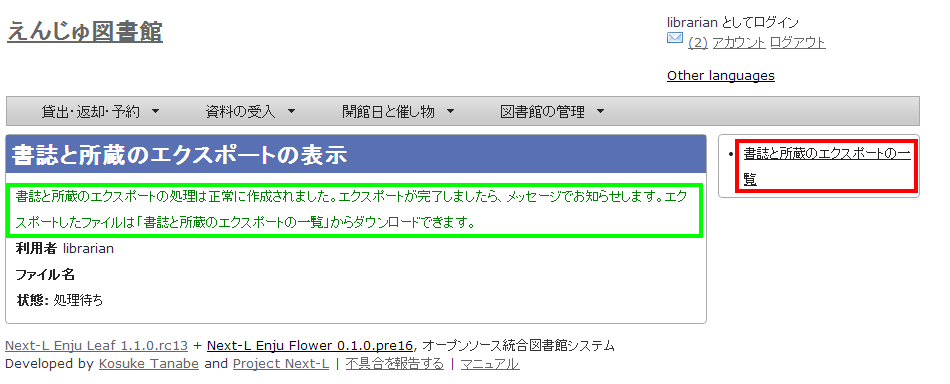 えんじゅ図書館
librarian としてログイン
(2) アカウント ログアウト
Other languages
貸出・返却・予約 ▼ 資料の受入 ▼ 開館日と催し物 ▼ 図書館の管理 ▼
書誌と所蔵のエクスポートの表示
書誌と所蔵のエクスポートの処理は正常に作成されました。エクスポートが完了しましたら、メッセージでお知らせします。エク
スポートしたファイルは「書誌と所蔵のエクスポートの一覧」からダウンロードできます。
利用者 librarian
ファイル名
状態: 処理待ち
• 書誌と所蔵のエクスポートの一
覧
Next-L Enju Leaf 1.1.0.rc13 + Next-L Enju Flower 0.1.0.pre16, オープンソース統合図書館システム
Developed by Kosuke Tanabe and Project Next-L | 不具合を報告する | マニュアル